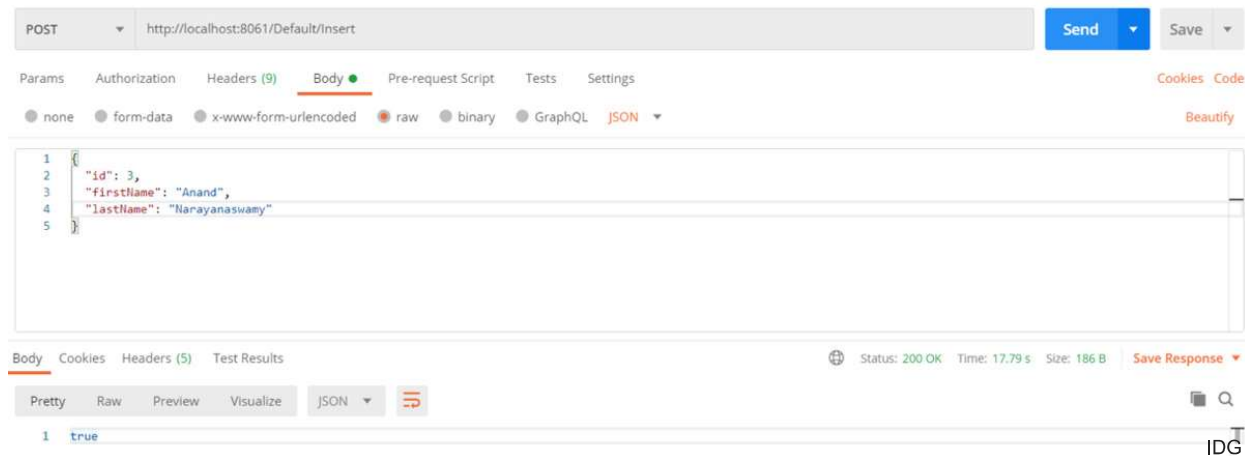 POST http://localhost:8061/Default/Insert Send Save
Params Authorization Headers (9) Body Pre-request Script Tests Settings Cookies Code
none form-data x-www-form-urlencoded raw binary GraphQL JSON Beautify
1 {
2 "id": 3,
3 "firstName": "Anand",
4 "lastName": "Narayanaswamy"
5 }
Body Cookies Headers (5) Test Results Status: 200 OK Time: 17.79 s Size: 186 B Save Response
Pretty Raw Preview Visualize JSON
1 true
IDG